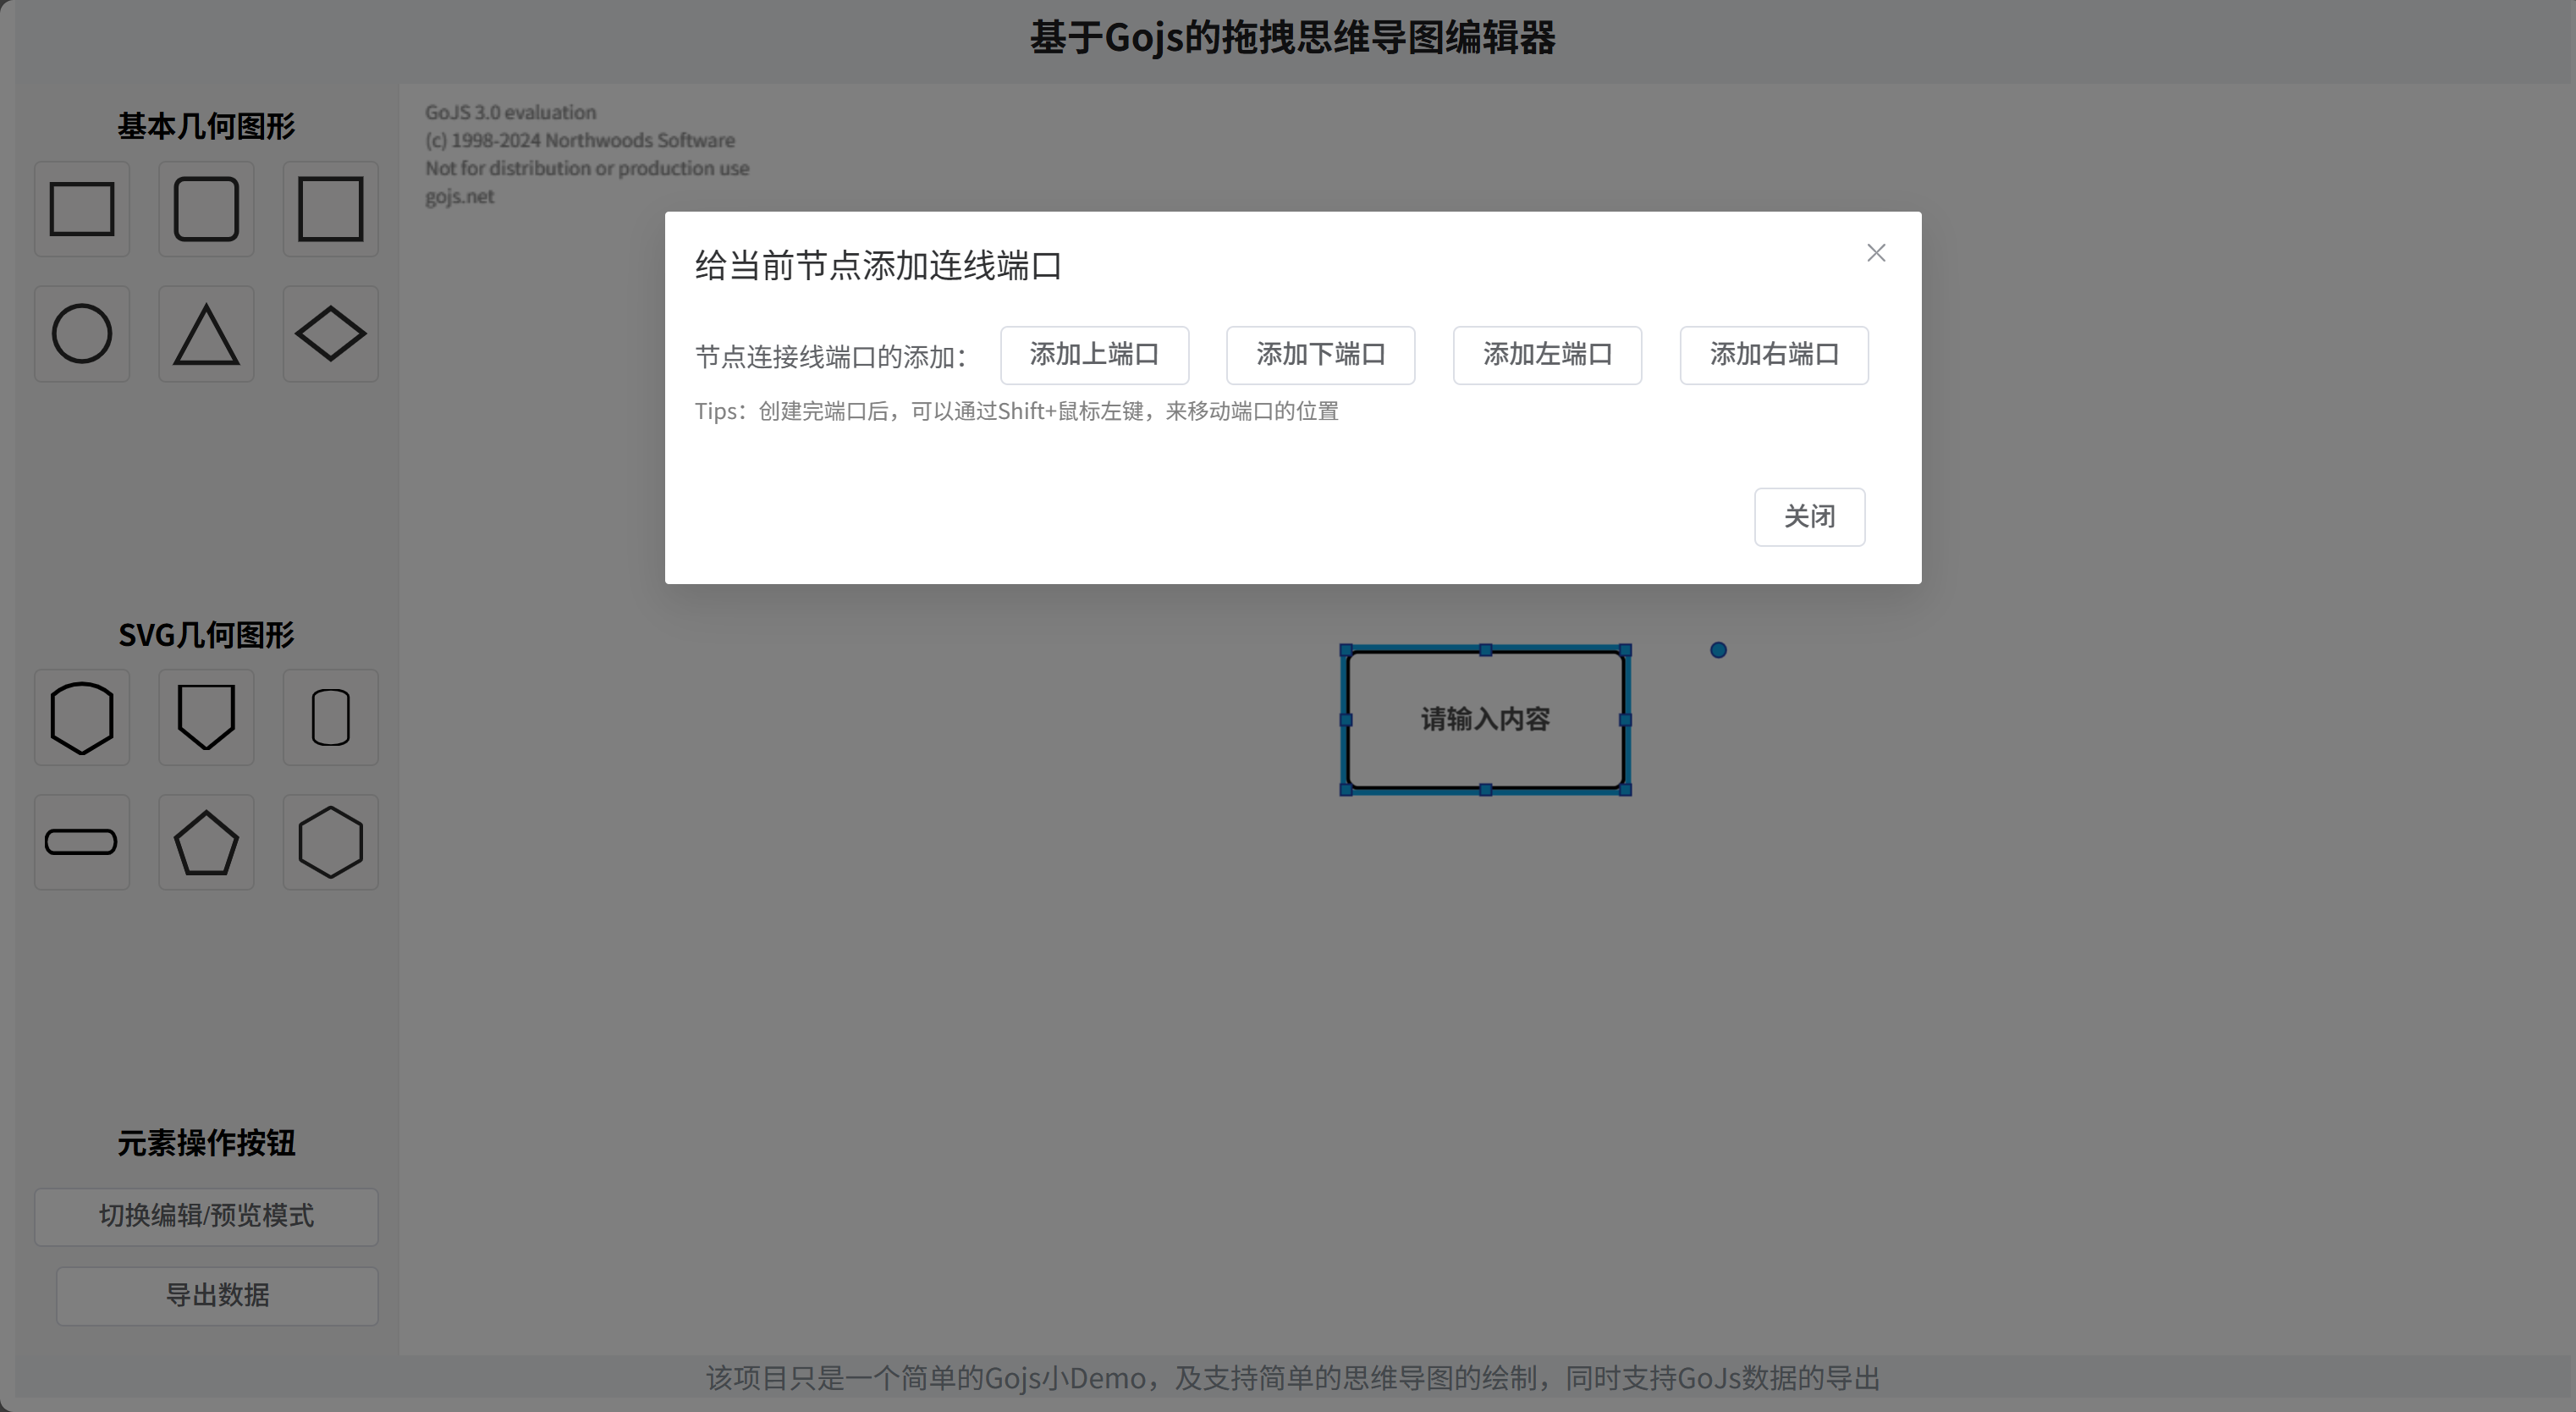 基于Gojs的拖拽思维导图编辑器
基本几何图形
GoJS 3.0 evaluation
(c) 1998-2024 Northwoods Software
Not for distribution or production use
gojs.net
给当前节点添加连线端口
节点连接线端口的添加： 添加上端口 添加下端口 添加左端口 添加右端口
Tips：创建完端口后，可以通过Shift+鼠标左键，来移动端口的位置
关闭
SVG几何图形
请输入内容
元素操作按钮
切换编辑/预览模式
导出数据
该项目只是一个简单的Gojs小Demo，及支持简单的思维导图的绘制，同时支持GoJs数据的导出